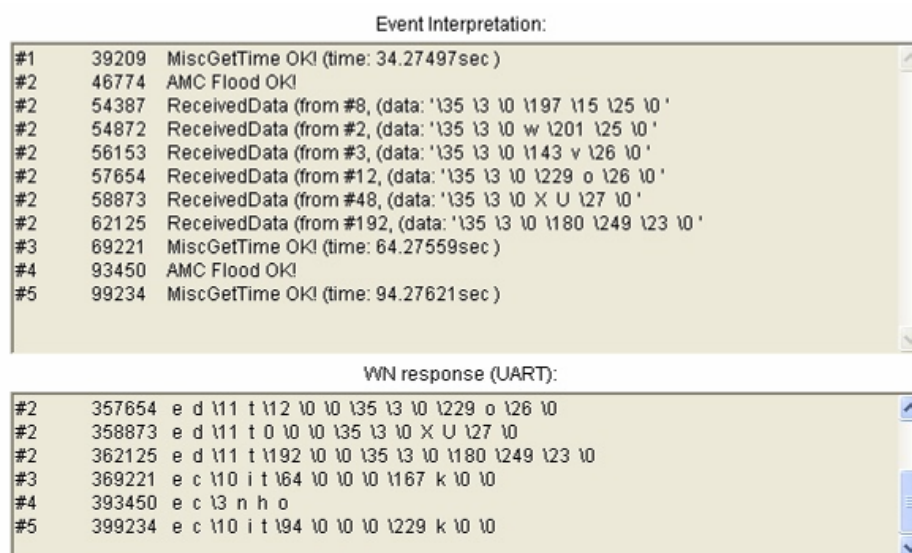 Event Interpretation:
#1 39209 MiscGetTime OK! (time: 34.27497sec )
#2 46774 AMC Flood OK!
#2 54387 ReceivedData (from #8, (data: '\35 \3 \0 \197 \15 \25 \0 '
#2 54872 ReceivedData (from #2, (data: '\35 \3 \0 w \201 \25 \0 '
#2 56153 ReceivedData (from #3, (data: '\35 \3 \0 \143 v \26 \0 '
#2 57654 ReceivedData (from #12, (data: '\35 \3 \0 \229 o \26 \0 '
#2 58873 ReceivedData (from #48, (data: '\35 \3 \0 X U \27 \0 '
#2 62125 ReceivedData (from #192, (data: '\35 \3 \0 \180 \249 \23 \0 '
#3 69221 MiscGetTime OK! (time: 64.27559sec )
#4 93450 AMC Flood OK!
#5 99234 MiscGetTime OK! (time: 94.27621sec )
WN response (UART):
#2 357654 e d \11 t \12 \0 \0 \35 \3 \0 \229 o \26 \0
#2 358873 e d \11 t 0 \0 \0 \35 \3 \0 X U \27 \0
#2 362125 e d \11 t \192 \0 \0 \35 \3 \0 \180 \249 \23 \0
#3 369221 e c \10 i t \64 \0 \0 \0 \167 k \0 \0
#4 393450 e c \3 n h o
#5 399234 e c \10 i t \94 \0 \0 \0 \229 k \0 \0